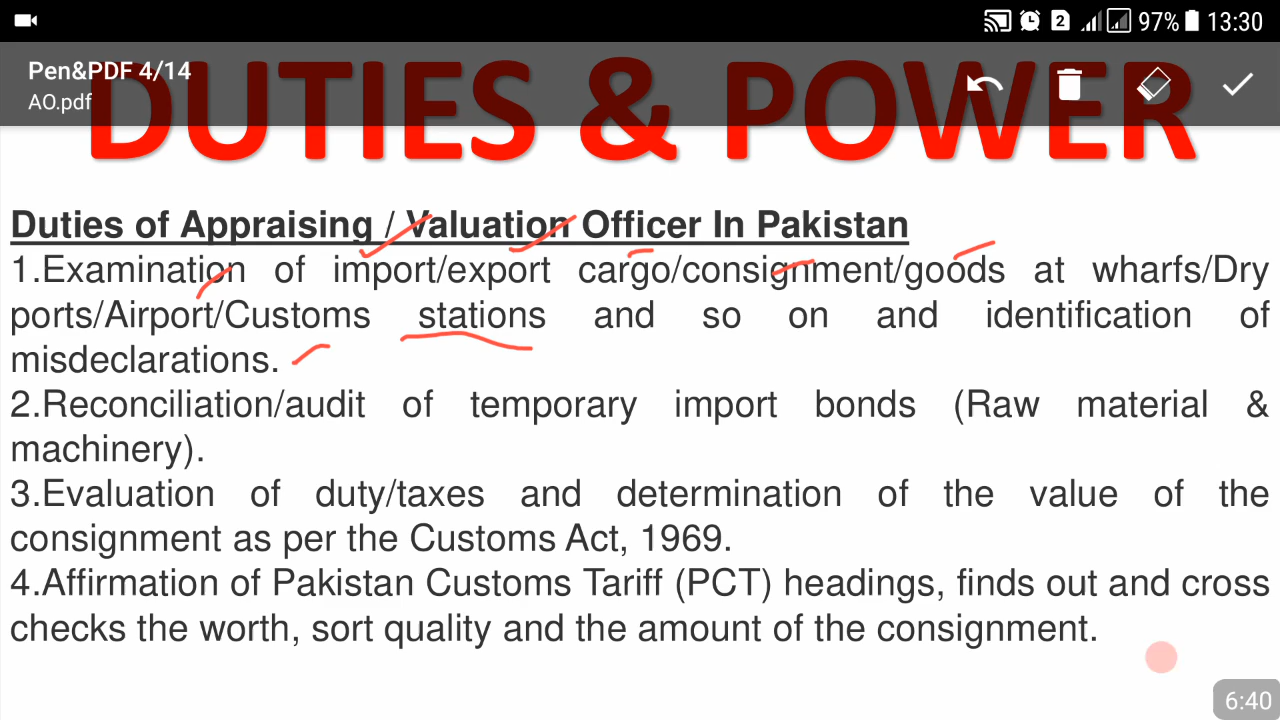 2 97% 13:30
Pen&PDF 4/14
AO.pdf
DUTIES & POWER
Duties of Appraising / Valuation Officer In Pakistan
1.Examination of import/export cargo/consignment/goods at wharfs/Dry
ports/Airport/Customs stations and so on and identification of
misdeclarations.
2.Reconciliation/audit of temporary import bonds (Raw material &
machinery).
3.Evaluation of duty/taxes and determination of the value of the
consignment as per the Customs Act, 1969.
4.Affirmation of Pakistan Customs Tariff (PCT) headings, finds out and cross
checks the worth, sort quality and the amount of the consignment.
6:40